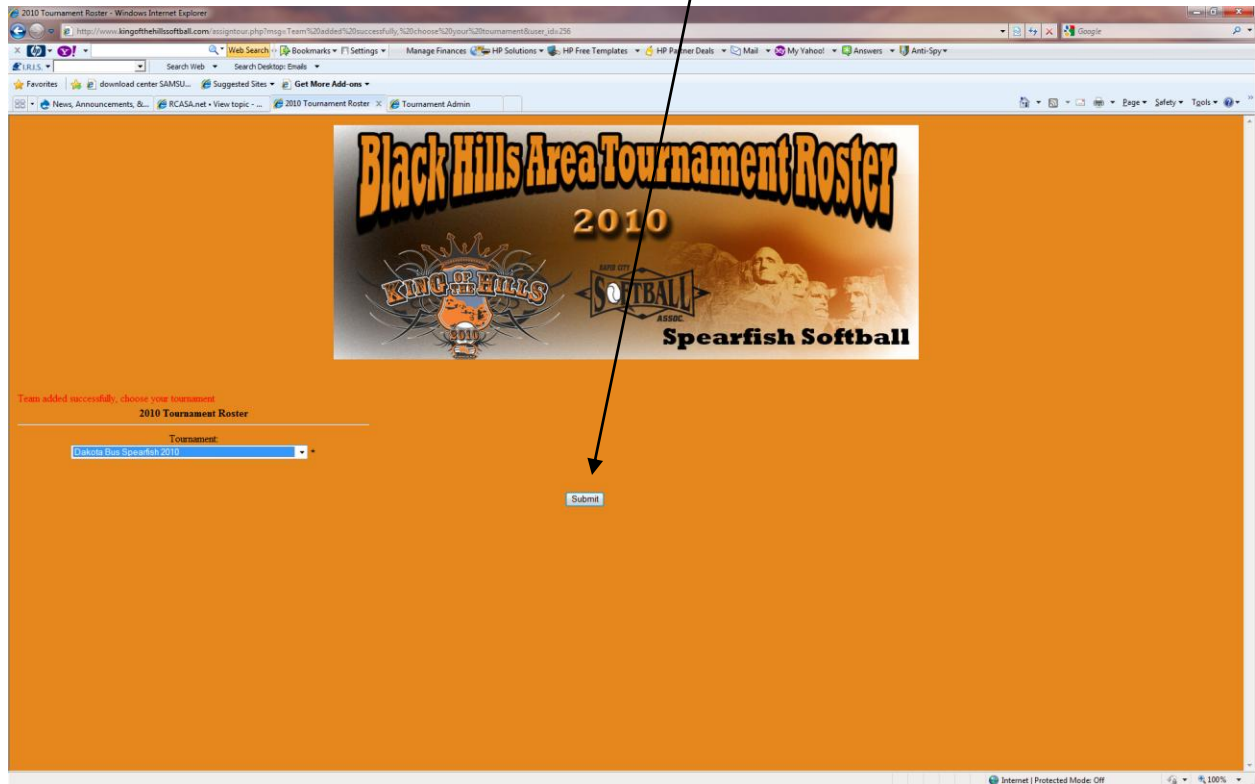 2010 Tournament Roster - Windows Internet Explorer
http://www.kingofthehillssoftball.com/assigntour.php?msg=Team%20added%20successfully,%20choose%20your%20tournament&user_id=256
Google
Web Search Bookmarks Settings Manage Finances HP Solutions HP Free Templates HP Partner Deals Mail My Yahoo! Answers Anti-Spy
I.R.I.S. Search Web Search Desktop: Emails
Favorites download center SAMSU... Suggested Sites Get More Add-ons
News, Announcements, &... RCASA.net • View topic - ... 2010 Tournament Roster Tournament Admin Page Safety Tools
Black Hills Area Tournament Roster
2010
KING OF THE HILLS
2010
RAPID CITY
SOFTBALL
ASSOC.
Spearfish Softball
Team added successfully, choose your tournament
2010 Tournament Roster
Tournament:
Dakota Bus Spearfish 2010 *
Submit
Internet | Protected Mode: Off 100%